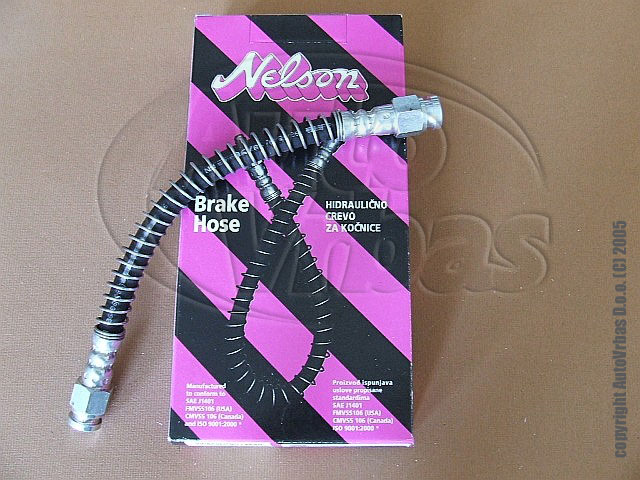 Nelson
Brake
Hose
HIDRAULIČNO
CREVO
ZA KOČNICE
Vrbas
Manufactured
to conform to
SAE J1401
FMVSS106 (USA)
CMVSS 106 (Canada)
and ISO 9001:2000 *
Proizvod ispunjava
uslove propisane
standardima
SAE J1401
FMVSS106 (USA)
CMVSS 106 (Canada)
ISO 9001:2000 *
copyright AutoVrbas D.o.o. (C) 2005